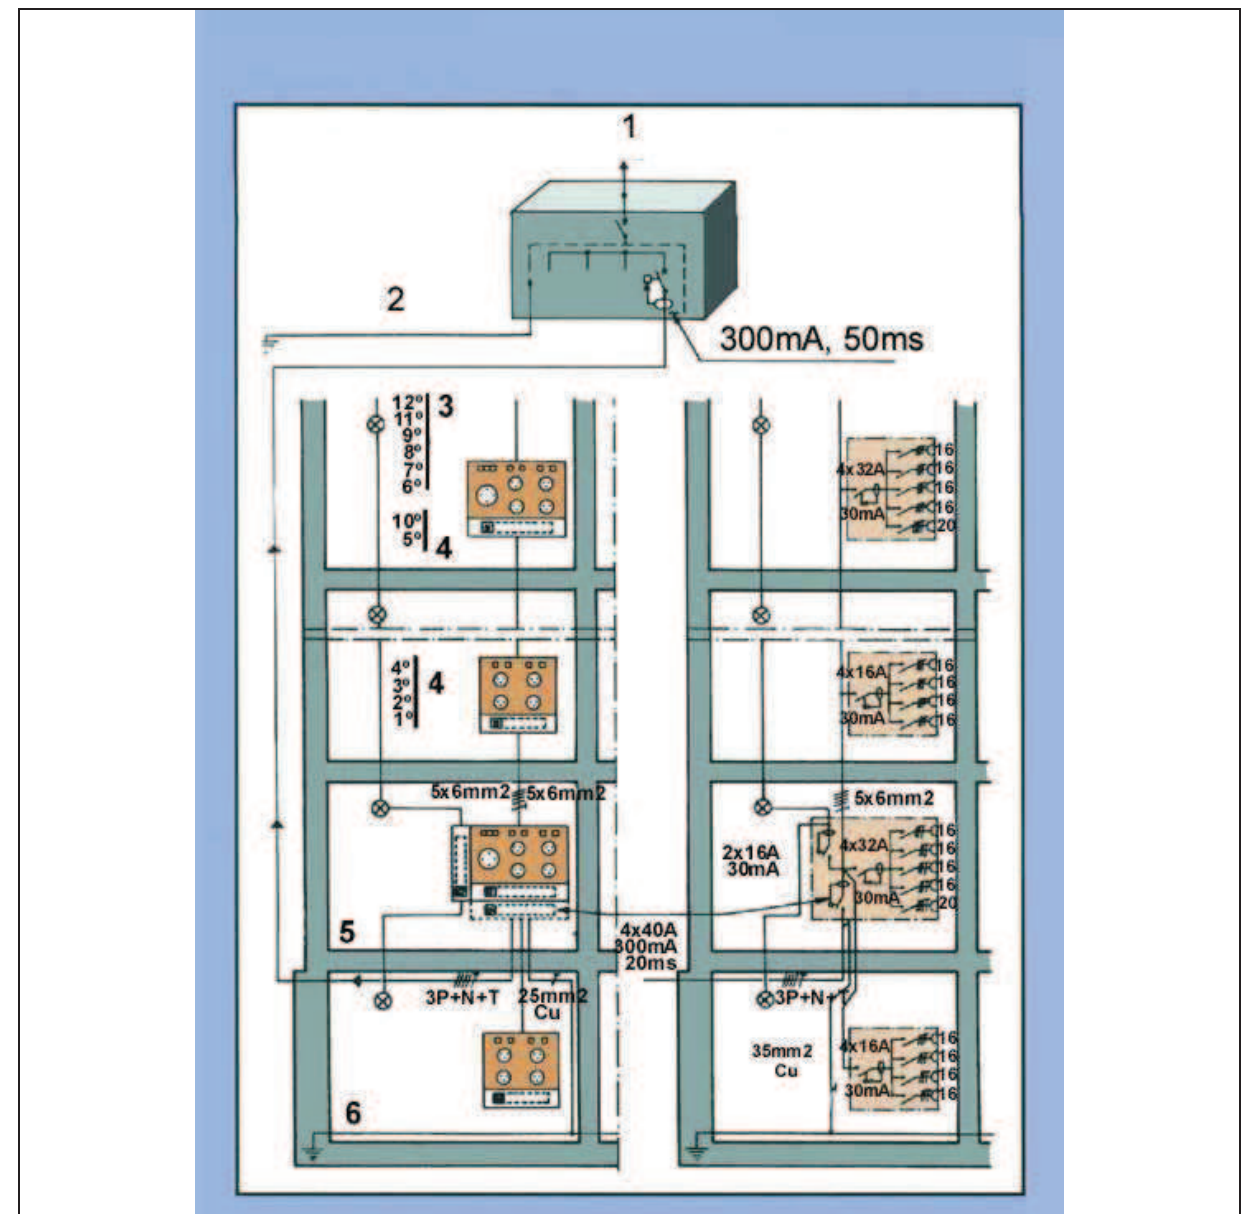 1
2
300mA, 50ms
12º
11º
9º
8º
7º
6º
3
10º
5º
4
4x32A
30mA
16
16
16
16
20
4º
3º
2º
1º
4
4x16A
30mA
16
16
16
16
5x6mm2
5x6mm2
5x6mm2
2x16A
30mA
4x32A
30mA
16
16
16
16
20
5
4x40A
300mA
20ms
3P+N+T
25mm2
Cu
3P+N+T
35mm2
Cu
4x16A
30mA
16
16
16
16
6